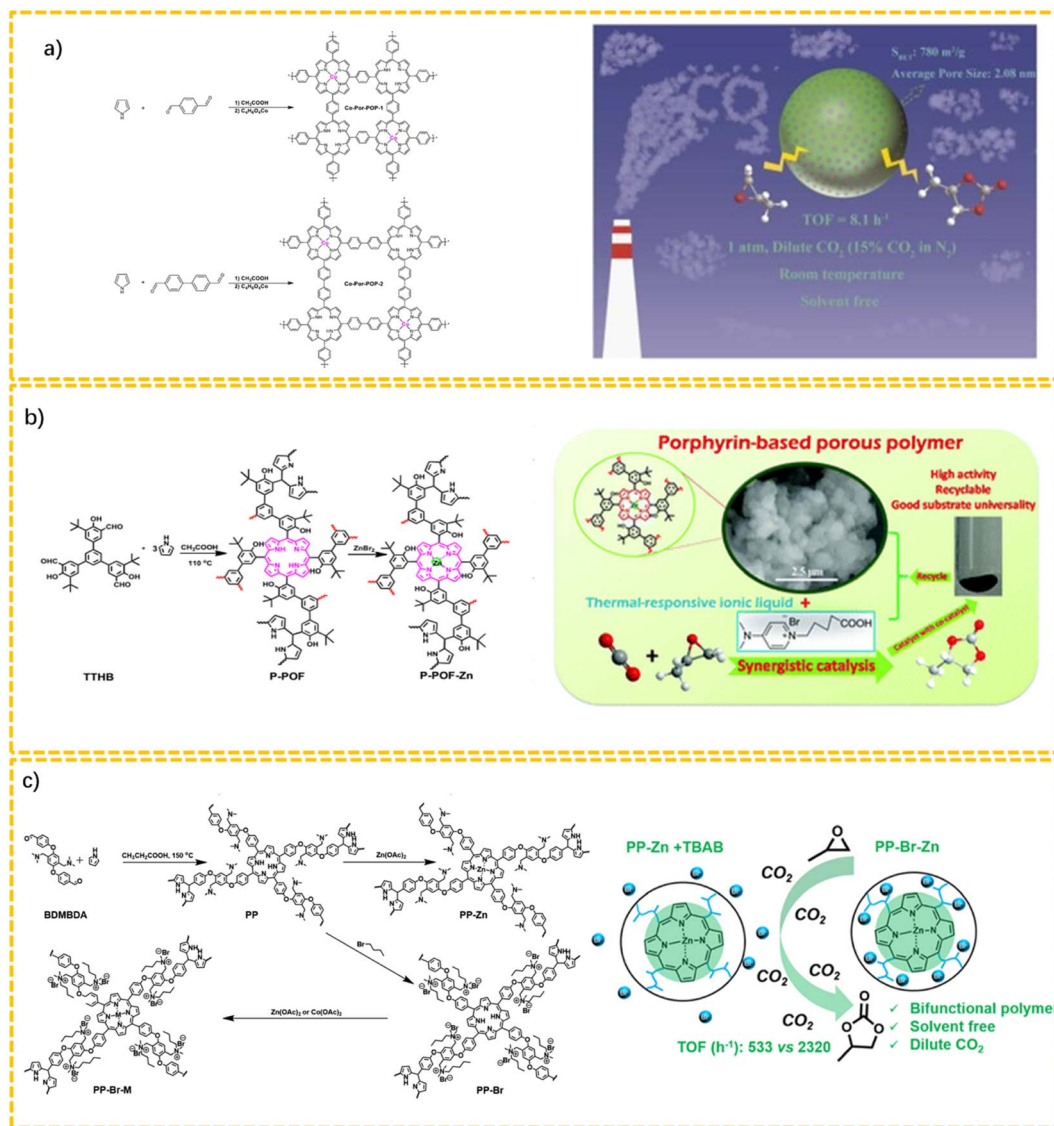 a)
+
1) CH₃COOH
2) C₄H₆O₄Co
Co-Por-POP-1
+
1) CH₃COOH
2) C₄H₆O₄Co
Co-Por-POP-2
S_BET: 780 m²/g
Average Pore Size: 2.08 nm
TOF = 8.1 h⁻¹
1 atm, Dilute CO₂ (15% CO₂ in N₂)
Room temperature
Solvent free
b)
TTHB
3
CH₃COOH
110 °C
P-POF
ZnBr₂
P-POF-Zn
Porphyrin-based porous polymer
High activity
Recyclable
Good substrate universality
2.5 μm
Recycle
Thermal-responsive ionic liquid +
Br
COOH
Catalyst with co-catalyst
+
Synergistic catalysis
c)
+
BDMBDA
CH₃CH₂COOH, 150 °C
PP
Zn(OAc)₂
PP-Zn
Br
Zn(OAc)₂ or Co(OAc)₂
PP-Br-M
PP-Br
PP-Zn +TBAB
PP-Br-Zn
CO₂
CO₂
CO₂
CO₂
CO₂
CO₂
TOF (h⁻¹): 533 vs 2320
✓ Bifunctional polymer
✓ Solvent free
✓ Dilute CO₂